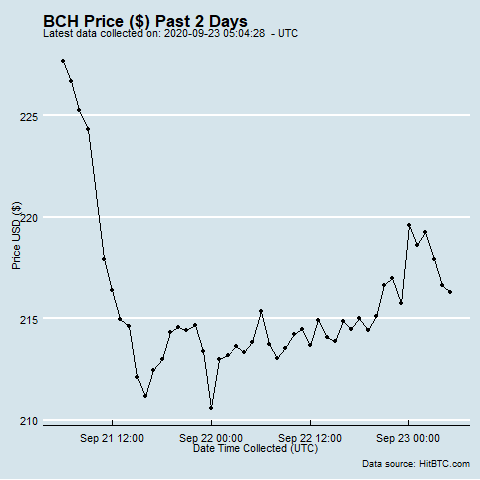 BCH Price ($) Past 2 Days
Latest data collected on: 2020-09-23 05:04:28 - UTC
225
220
215
210
Price USD ($)
Sep 21 12:00
Sep 22 00:00
Sep 22 12:00
Sep 23 00:00
Date Time Collected (UTC)
Data source: HitBTC.com